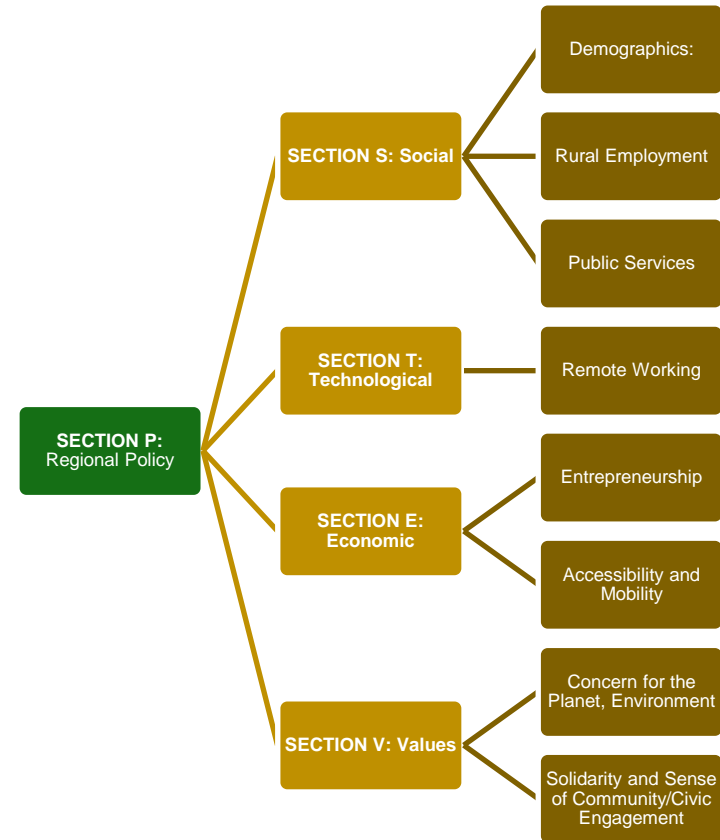 Demographics:
SECTION S: Social
Rural Employment
Public Services
SECTION T:
Technological
Remote Working
SECTION P:
Regional Policy
Entrepreneurship
SECTION E:
Economic
Accessibility and
Mobility
Concern for the
Planet, Environment
SECTION V: Values
Solidarity and Sense
of Community/Civic
Engagement